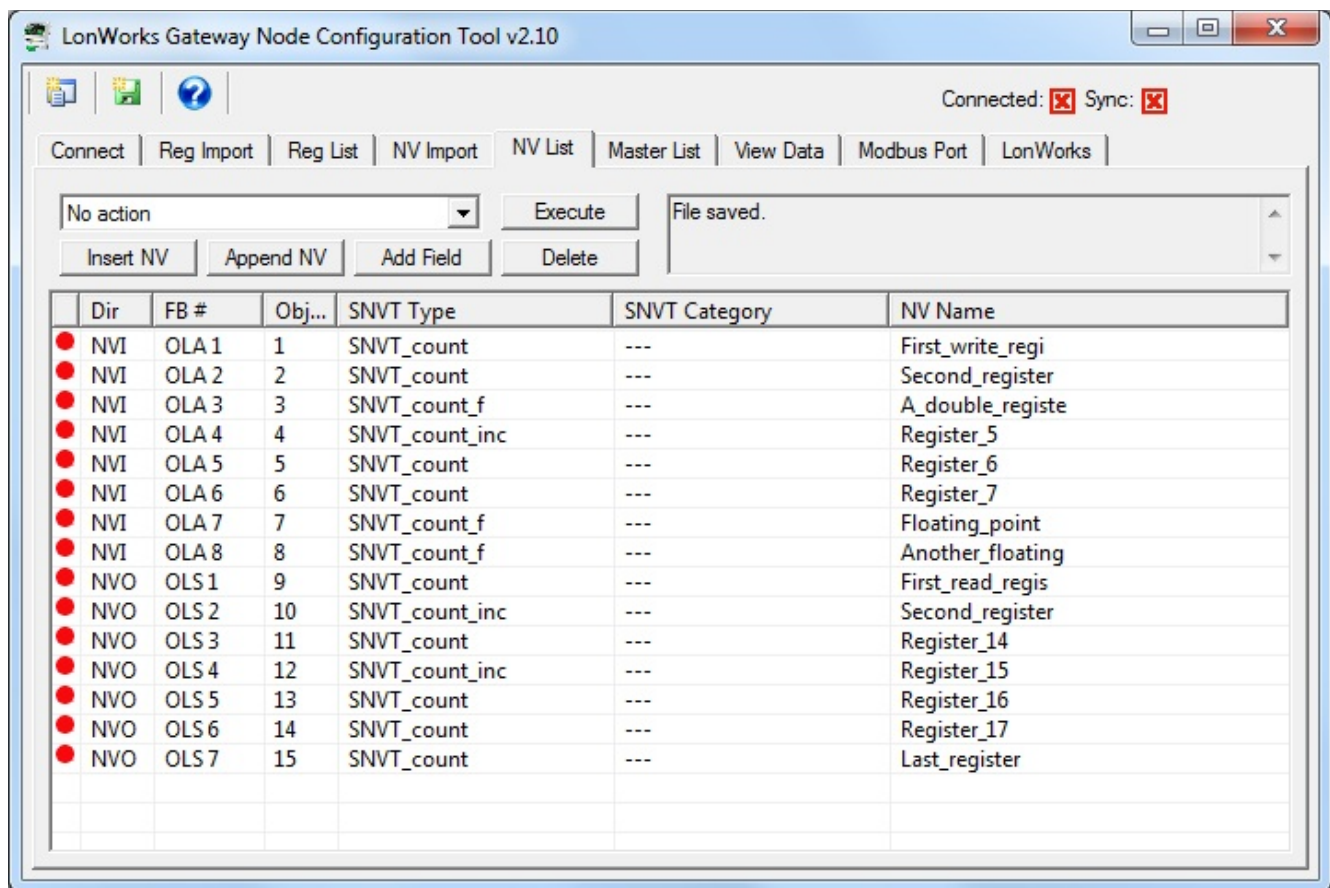 LonWorks Gateway Node Configuration Tool v2.10
Connected: Sync:
Connect Reg Import Reg List NV Import NV List Master List View Data Modbus Port LonWorks
No action Execute File saved.
Insert NV Append NV Add Field Delete
Dir FB # Obj... SNVT Type SNVT Category NV Name
NVI OLA 1 1 SNVT_count --- First_write_regi
NVI OLA 2 2 SNVT_count --- Second_register
NVI OLA 3 3 SNVT_count_f --- A_double_registe
NVI OLA 4 4 SNVT_count_inc --- Register_5
NVI OLA 5 5 SNVT_count --- Register_6
NVI OLA 6 6 SNVT_count --- Register_7
NVI OLA 7 7 SNVT_count_f --- Floating_point
NVI OLA 8 8 SNVT_count_f --- Another_floating
NVO OLS 1 9 SNVT_count --- First_read_regis
NVO OLS 2 10 SNVT_count_inc --- Second_register
NVO OLS 3 11 SNVT_count --- Register_14
NVO OLS 4 12 SNVT_count_inc --- Register_15
NVO OLS 5 13 SNVT_count --- Register_16
NVO OLS 6 14 SNVT_count --- Register_17
NVO OLS 7 15 SNVT_count --- Last_register